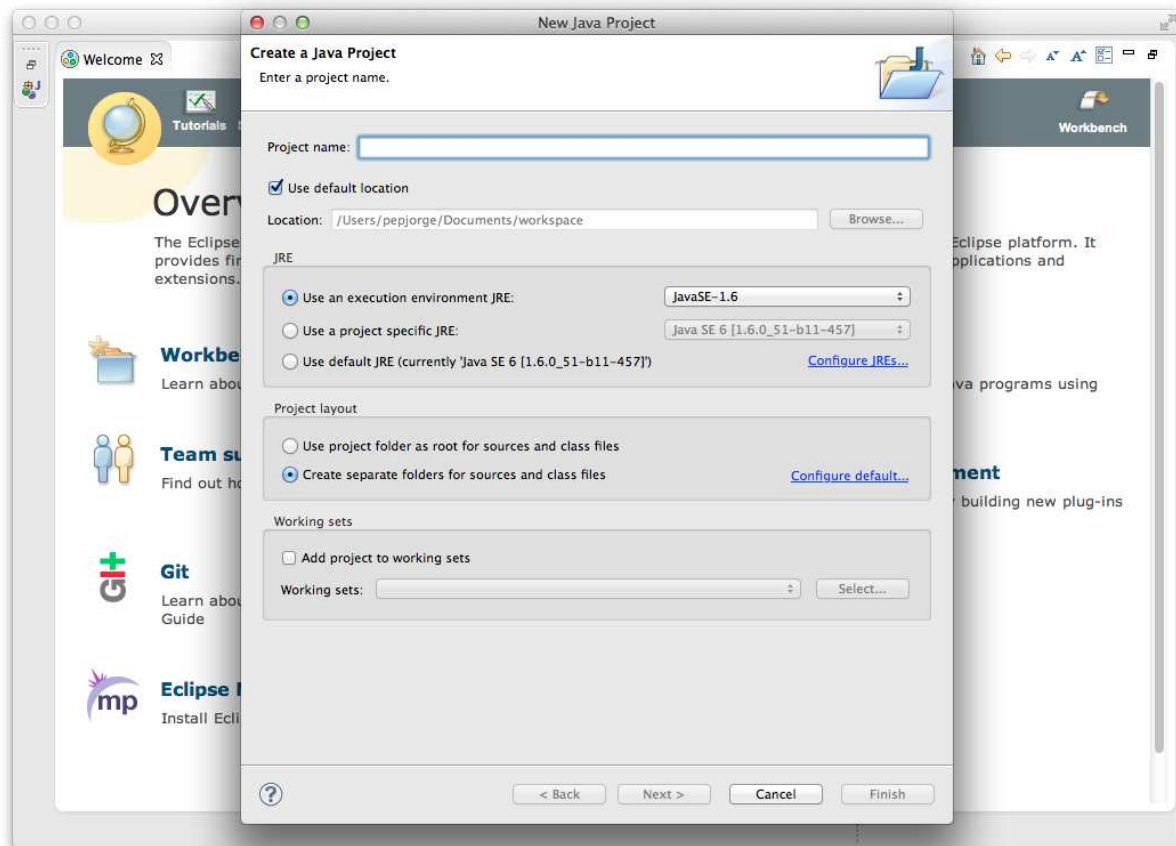 New Java Project
Welcome
Create a Java Project
Enter a project name.
Tutorials
Workbench
Project name:
Use default location
Location: /Users/pepjorge/Documents/workspace Browse...
Over
The Eclipse
provides fir
extensions.
Eclipse platform. It
pplications and
JRE
Use an execution environment JRE: JavaSE-1.6
Use a project specific JRE: Java SE 6 [1.6.0_51-b11-457]
Use default JRE (currently 'Java SE 6 [1.6.0_51-b11-457]') Configure JREs...
Workbe
Learn abou
va programs using
Project layout
Use project folder as root for sources and class files
Create separate folders for sources and class files Configure default...
Team su
Find out ho
ment
building new plug-ins
Working sets
Add project to working sets
Working sets: Select...
Git
Git
Learn abou
Guide
mp
Eclipse
Install Ecli
? < Back Next > Cancel Finish